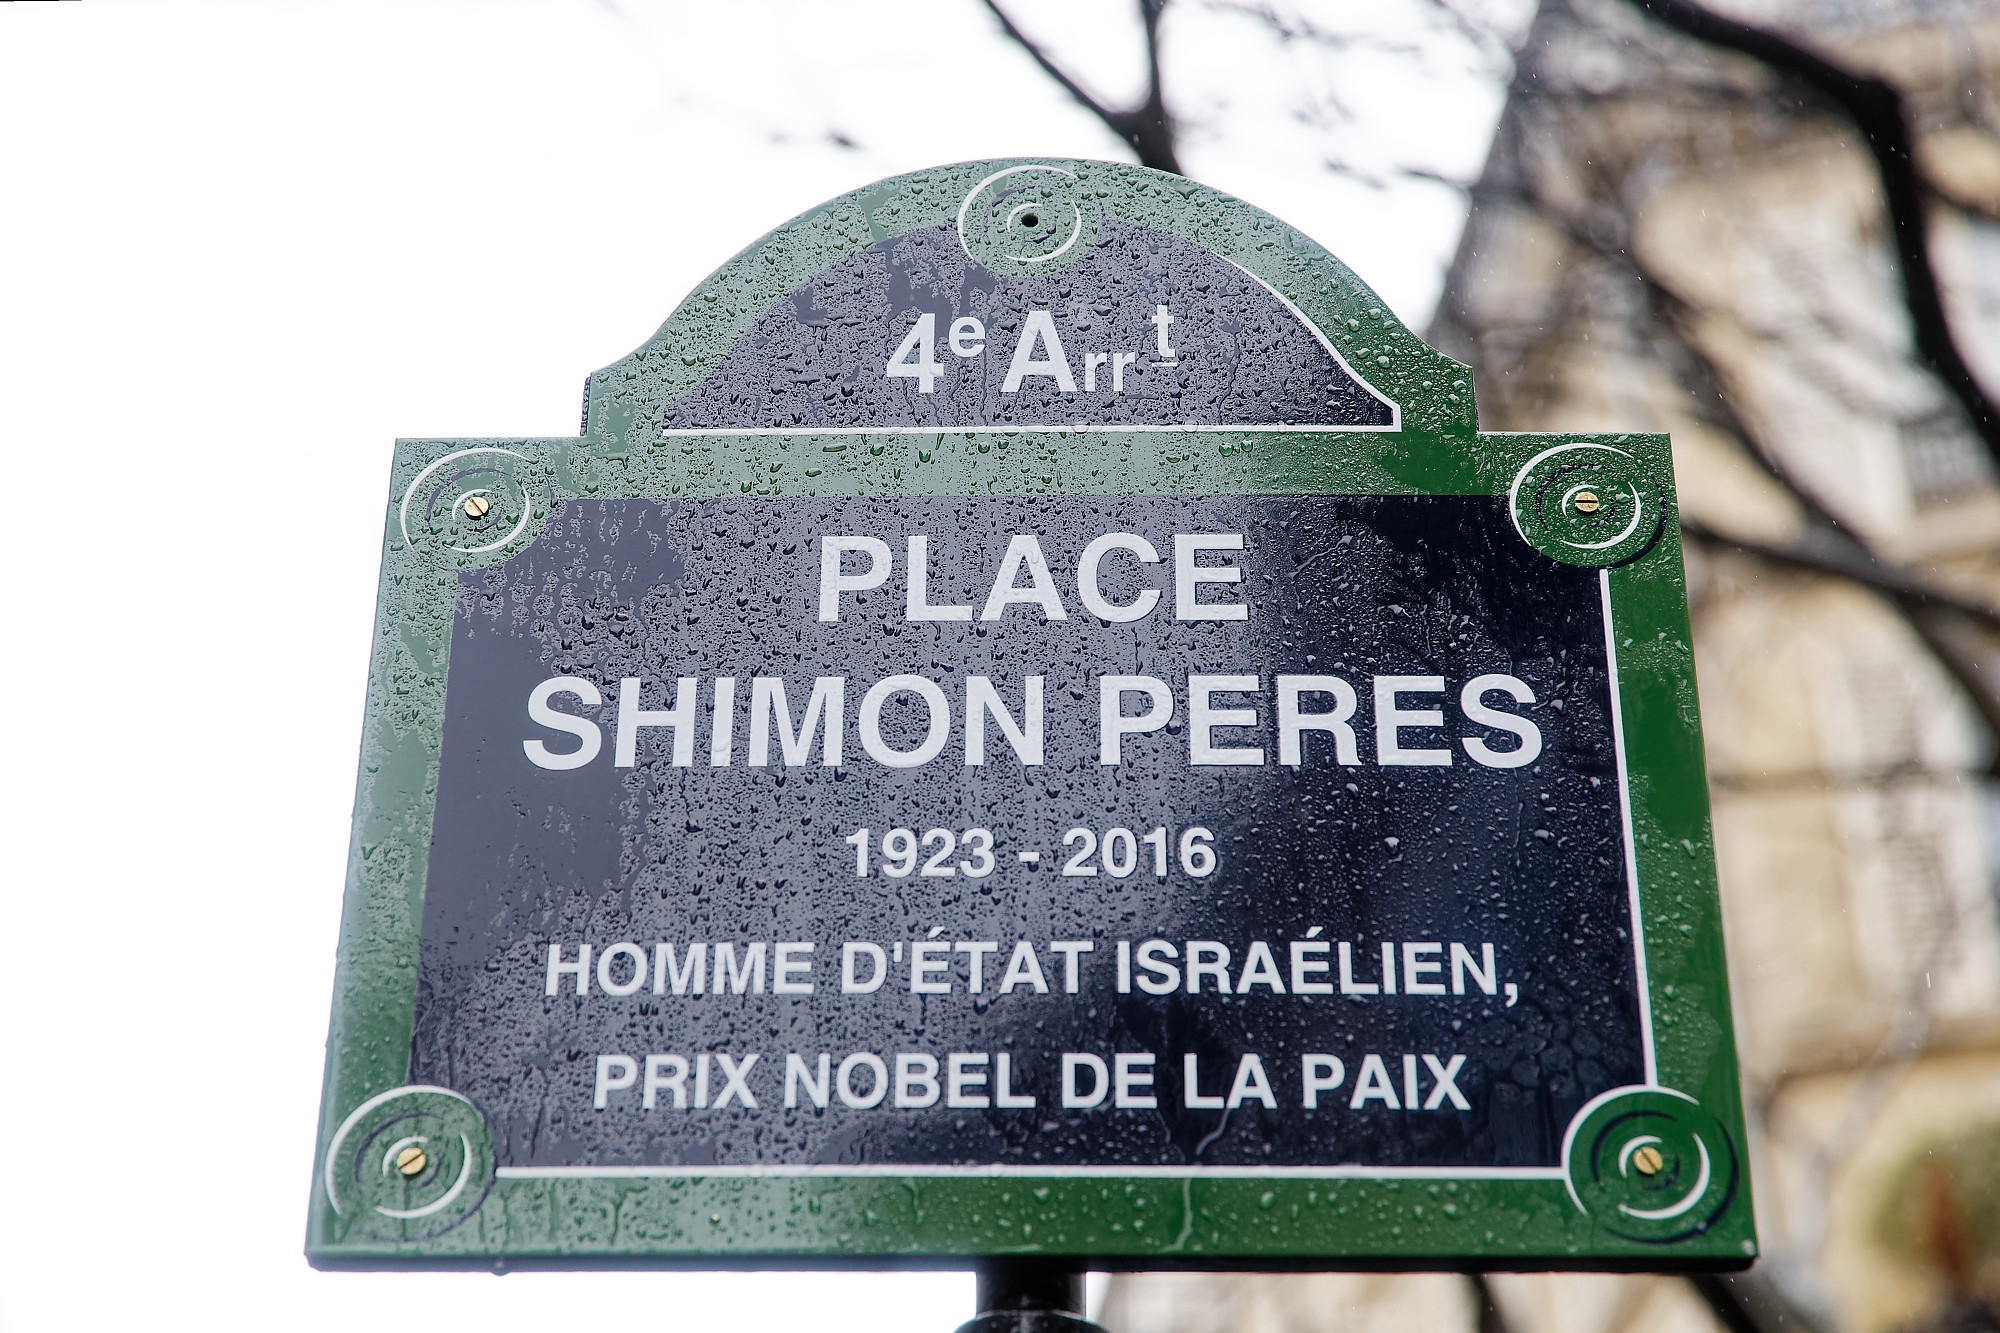 4e Arrt
PLACE
SHIMON PERES
1923 - 2016
HOMME D'ÉTAT ISRAÉLIEN,
PRIX NOBEL DE LA PAIX